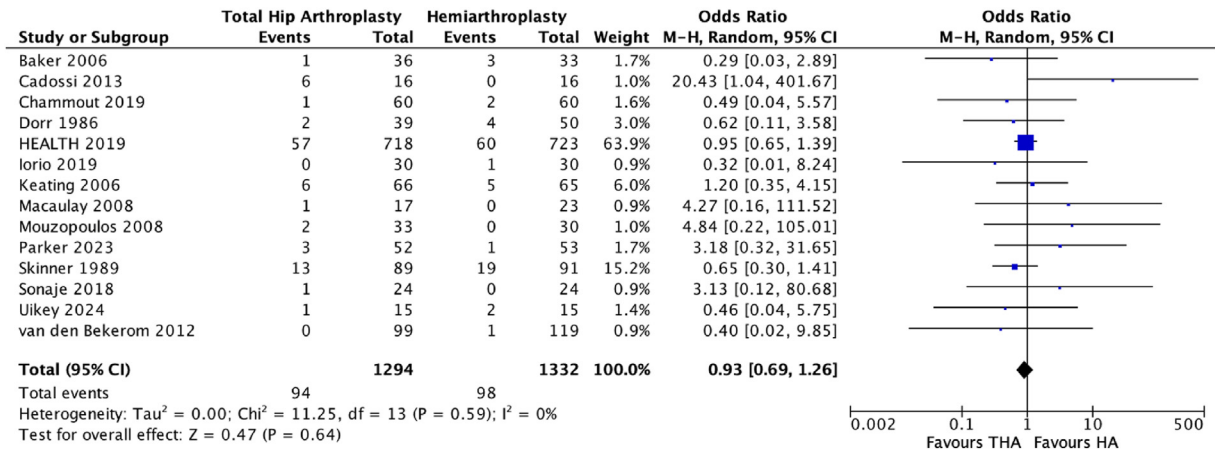 Total Hip Arthroplasty Hemiarthroplasty Odds Ratio Odds Ratio
Study or Subgroup Events Total Events Total Weight M-H, Random, 95% CI M-H, Random, 95% CI
Baker 2006 1 36 3 33 1.7% 0.29 [0.03, 2.89]
Cadossi 2013 6 16 0 16 1.0% 20.43 [1.04, 401.67]
Chammout 2019 1 60 2 60 1.6% 0.49 [0.04, 5.57]
Dorr 1986 2 39 4 50 3.0% 0.62 [0.11, 3.58]
HEALTH 2019 57 718 60 723 63.9% 0.95 [0.65, 1.39]
Iorio 2019 0 30 1 30 0.9% 0.32 [0.01, 8.24]
Keating 2006 6 66 5 65 6.0% 1.20 [0.35, 4.15]
Macaulay 2008 1 17 0 23 0.9% 4.27 [0.16, 111.52]
Mouzopoulos 2008 2 33 0 30 1.0% 4.84 [0.22, 105.01]
Parker 2023 3 52 1 53 1.7% 3.18 [0.32, 31.65]
Skinner 1989 13 89 19 91 15.2% 0.65 [0.30, 1.41]
Sonaje 2018 1 24 0 24 0.9% 3.13 [0.12, 80.68]
Uikey 2024 1 15 2 15 1.4% 0.46 [0.04, 5.75]
van den Bekerom 2012 0 99 1 119 0.9% 0.40 [0.02, 9.85]
Total (95% CI) 1294 1332 100.0% 0.93 [0.69, 1.26]
Total events 94 98
Heterogeneity: Tau² = 0.00; Chi² = 11.25, df = 13 (P = 0.59); I² = 0%
Test for overall effect: Z = 0.47 (P = 0.64)
0.002 0.1 1 10 500
Favours THA Favours HA